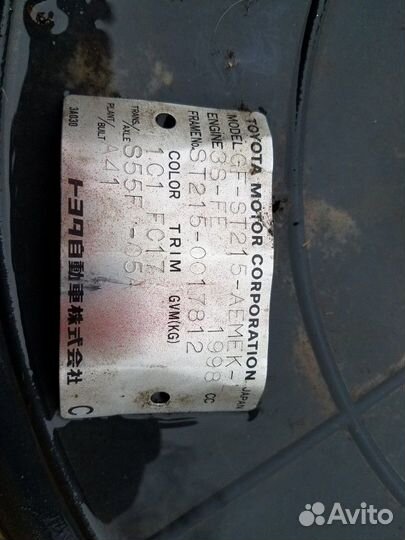 TOYOTA MOTOR CORPORATION JAPAN
MODEL GF-ST215-AEMEK-
ENGINE 3S-FE 1998 CC
FRAME No. ST215-0017812
COLOR TRIM GVM(KG)
1C1 FC17
TRANS./AXLE S55F -05A
PLANT/BUILT A41
トヨタ自動車株式会社 C
34030
Avito